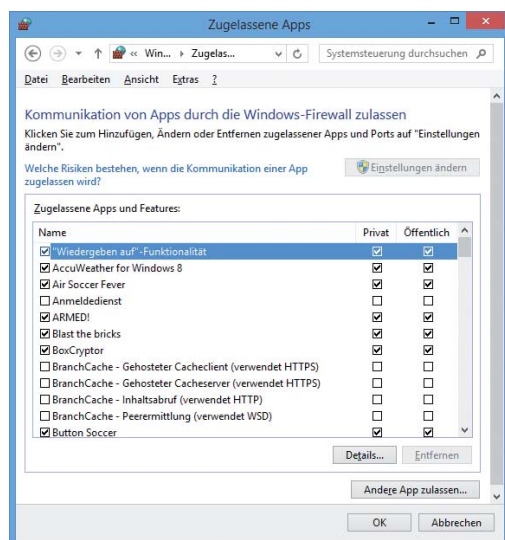 Zugelassene Apps
« Win... Zugelas...
Systemsteuerung durchsuchen
Datei Bearbeiten Ansicht Extras ?
Kommunikation von Apps durch die Windows-Firewall zulassen
Klicken Sie zum Hinzufügen, Ändern oder Entfernen zugelassener Apps und Ports auf "Einstellungen
ändern".
Welche Risiken bestehen, wenn die Kommunikation einer App
zugelassen wird?
Einstellungen ändern
Zugelassene Apps und Features:
Name Privat Öffentlich
"Wiedergeben auf"-Funktionalität
AccuWeather for Windows 8
Air Soccer Fever
Anmeldedienst
ARMED!
Blast the bricks
BoxCryptor
BranchCache - Gehosteter Cacheclient (verwendet HTTPS)
BranchCache - Gehosteter Cacheserver (verwendet HTTPS)
BranchCache - Inhaltsabruf (verwendet HTTP)
BranchCache - Peerermittlung (verwendet WSD)
Button Soccer
Details... Entfernen
Andere App zulassen...
OK Abbrechen